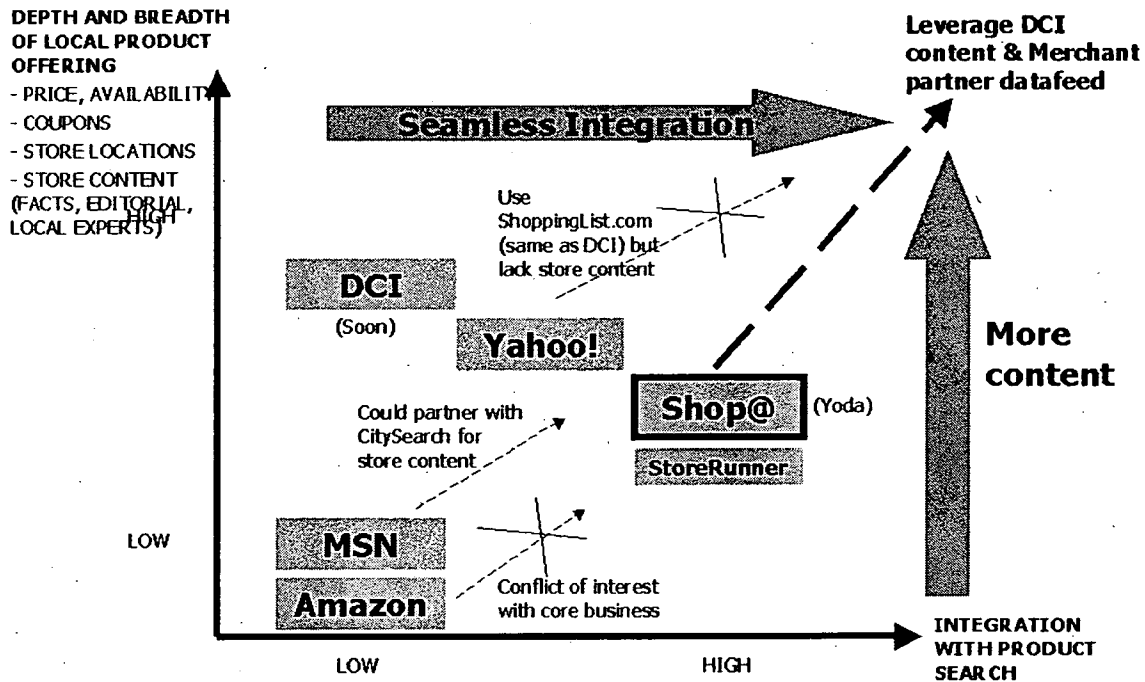 DEPTH AND BREADTH
OF LOCAL PRODUCT
OFFERING
- PRICE, AVAILABILITY
- COUPONS
- STORE LOCATIONS
- STORE CONTENT
(FACTS, EDITORIAL,
LOCAL EXPERTS)
HIGH
LOW
Leverage DCI
content & Merchant
partner datafeed
Seamless Integration
Use
ShoppingList.com
(same as DCI) but
lack store content
DCI
(Soon)
Yahoo!
Shop@
(Yoda)
StoreRunner
More
content
Could partner with
CitySearch for
store content
MSN
Amazon
Conflict of interest
with core business
LOW
HIGH
INTEGRATION
WITH PRODUCT
SEARCH